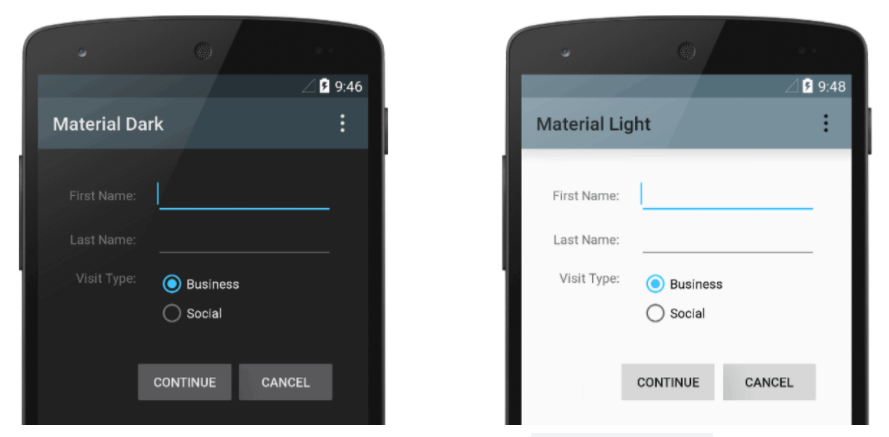 9:46
Material Dark
First Name:
Last Name:
Visit Type:
Business
Social
CONTINUE CANCEL
9:48
Material Light
First Name:
Last Name:
Visit Type:
Business
Social
CONTINUE CANCEL